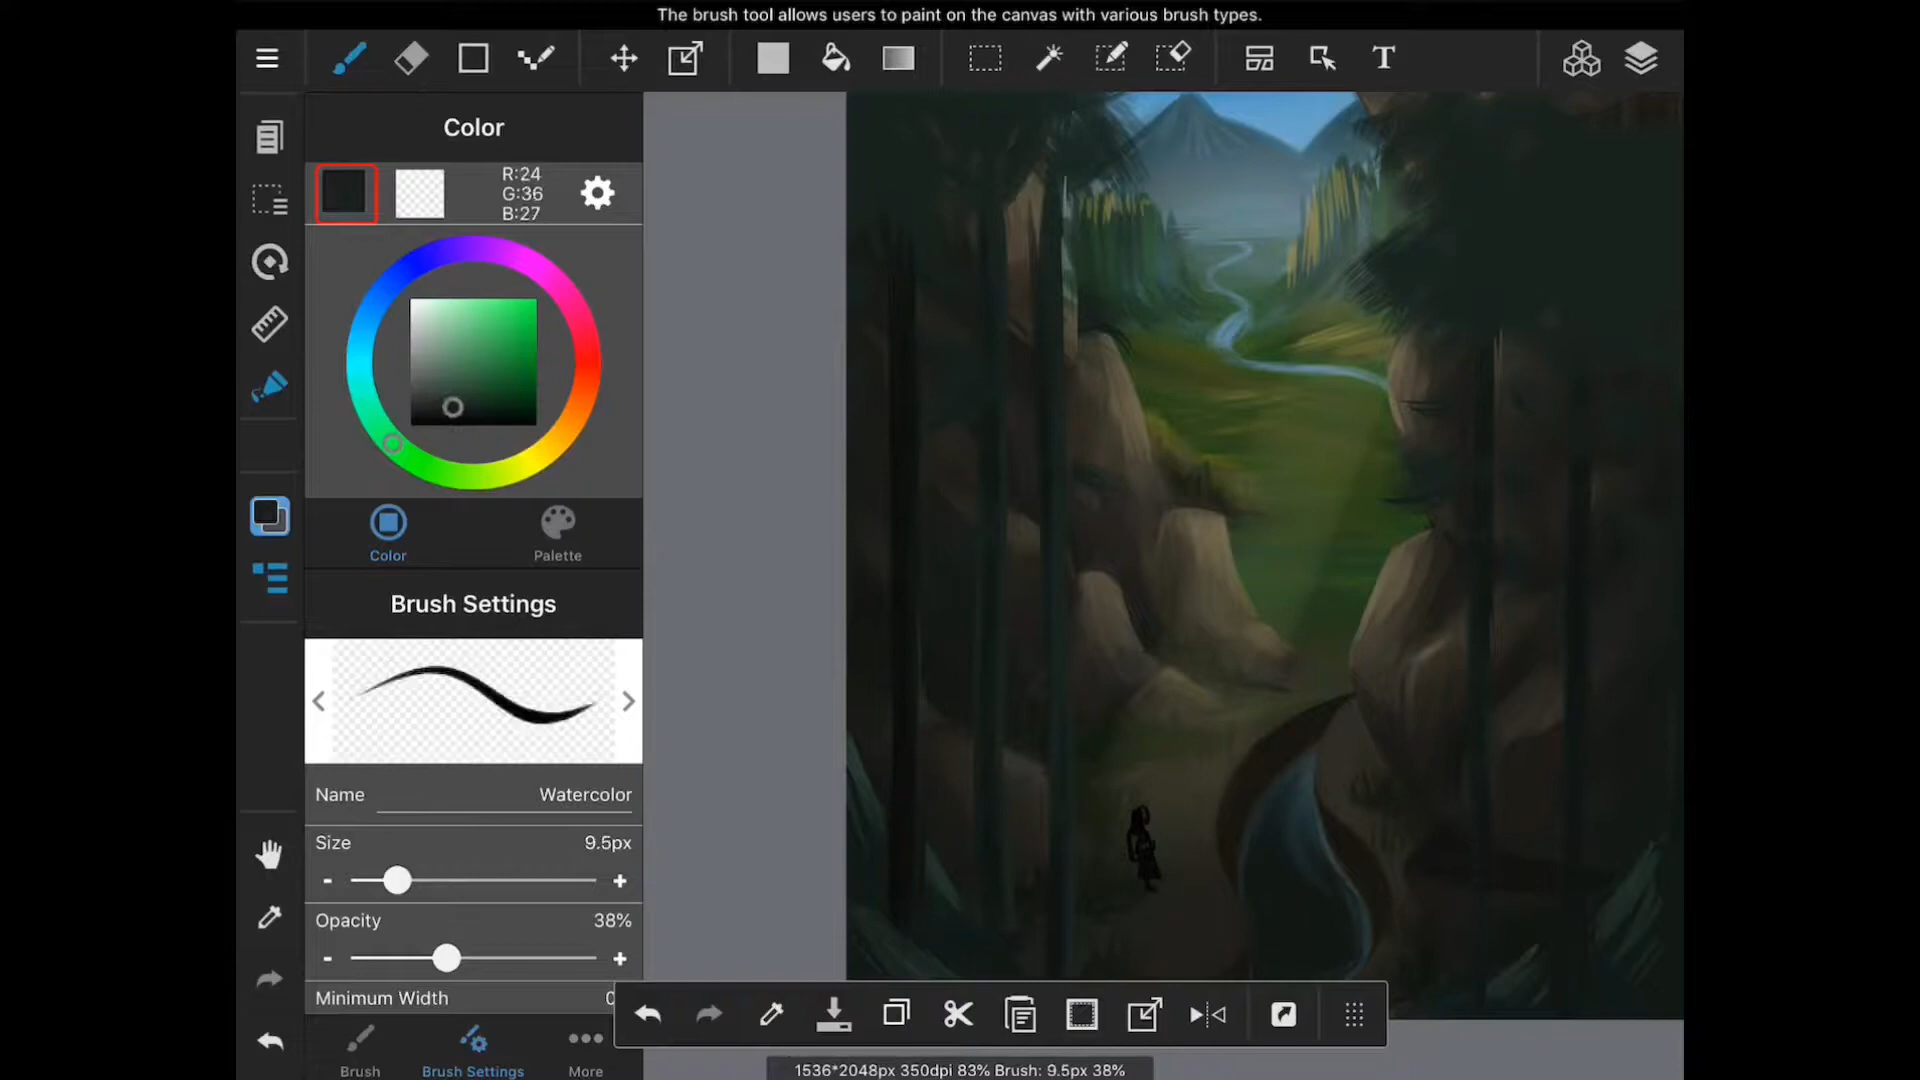 The brush tool allows users to paint on the canvas with various brush types.
T
Color
R:24
G:36
B:27
Color
Palette
Brush Settings
Name Watercolor
Size 9.5px
- +
Opacity 38%
- +
Minimum Width
Brush
Brush Settings
More
1536*2048px 350dpi 83% Brush: 9.5px 38%